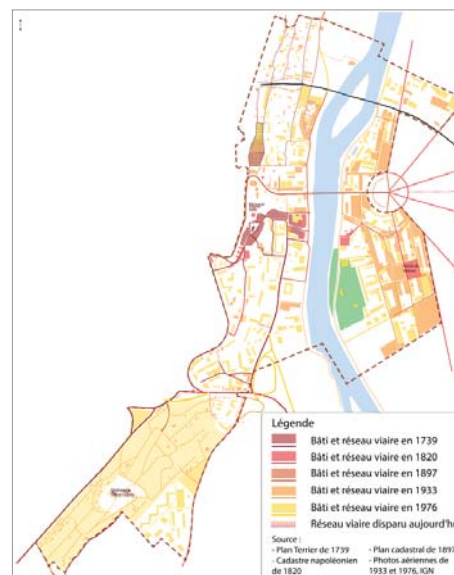 Légende
Bâti et réseau viaire en 1739
Bâti et réseau viaire en 1820
Bâti et réseau viaire en 1897
Bâti et réseau viaire en 1933
Bâti et réseau viaire en 1976
Réseau viaire disparu aujourd'hu
Source :
- Plan Terrier de 1739
- Cadastre napoléonien
de 1820
- Plan cadastral de 1897
- Photos aériennes de
1933 et 1976, IGN